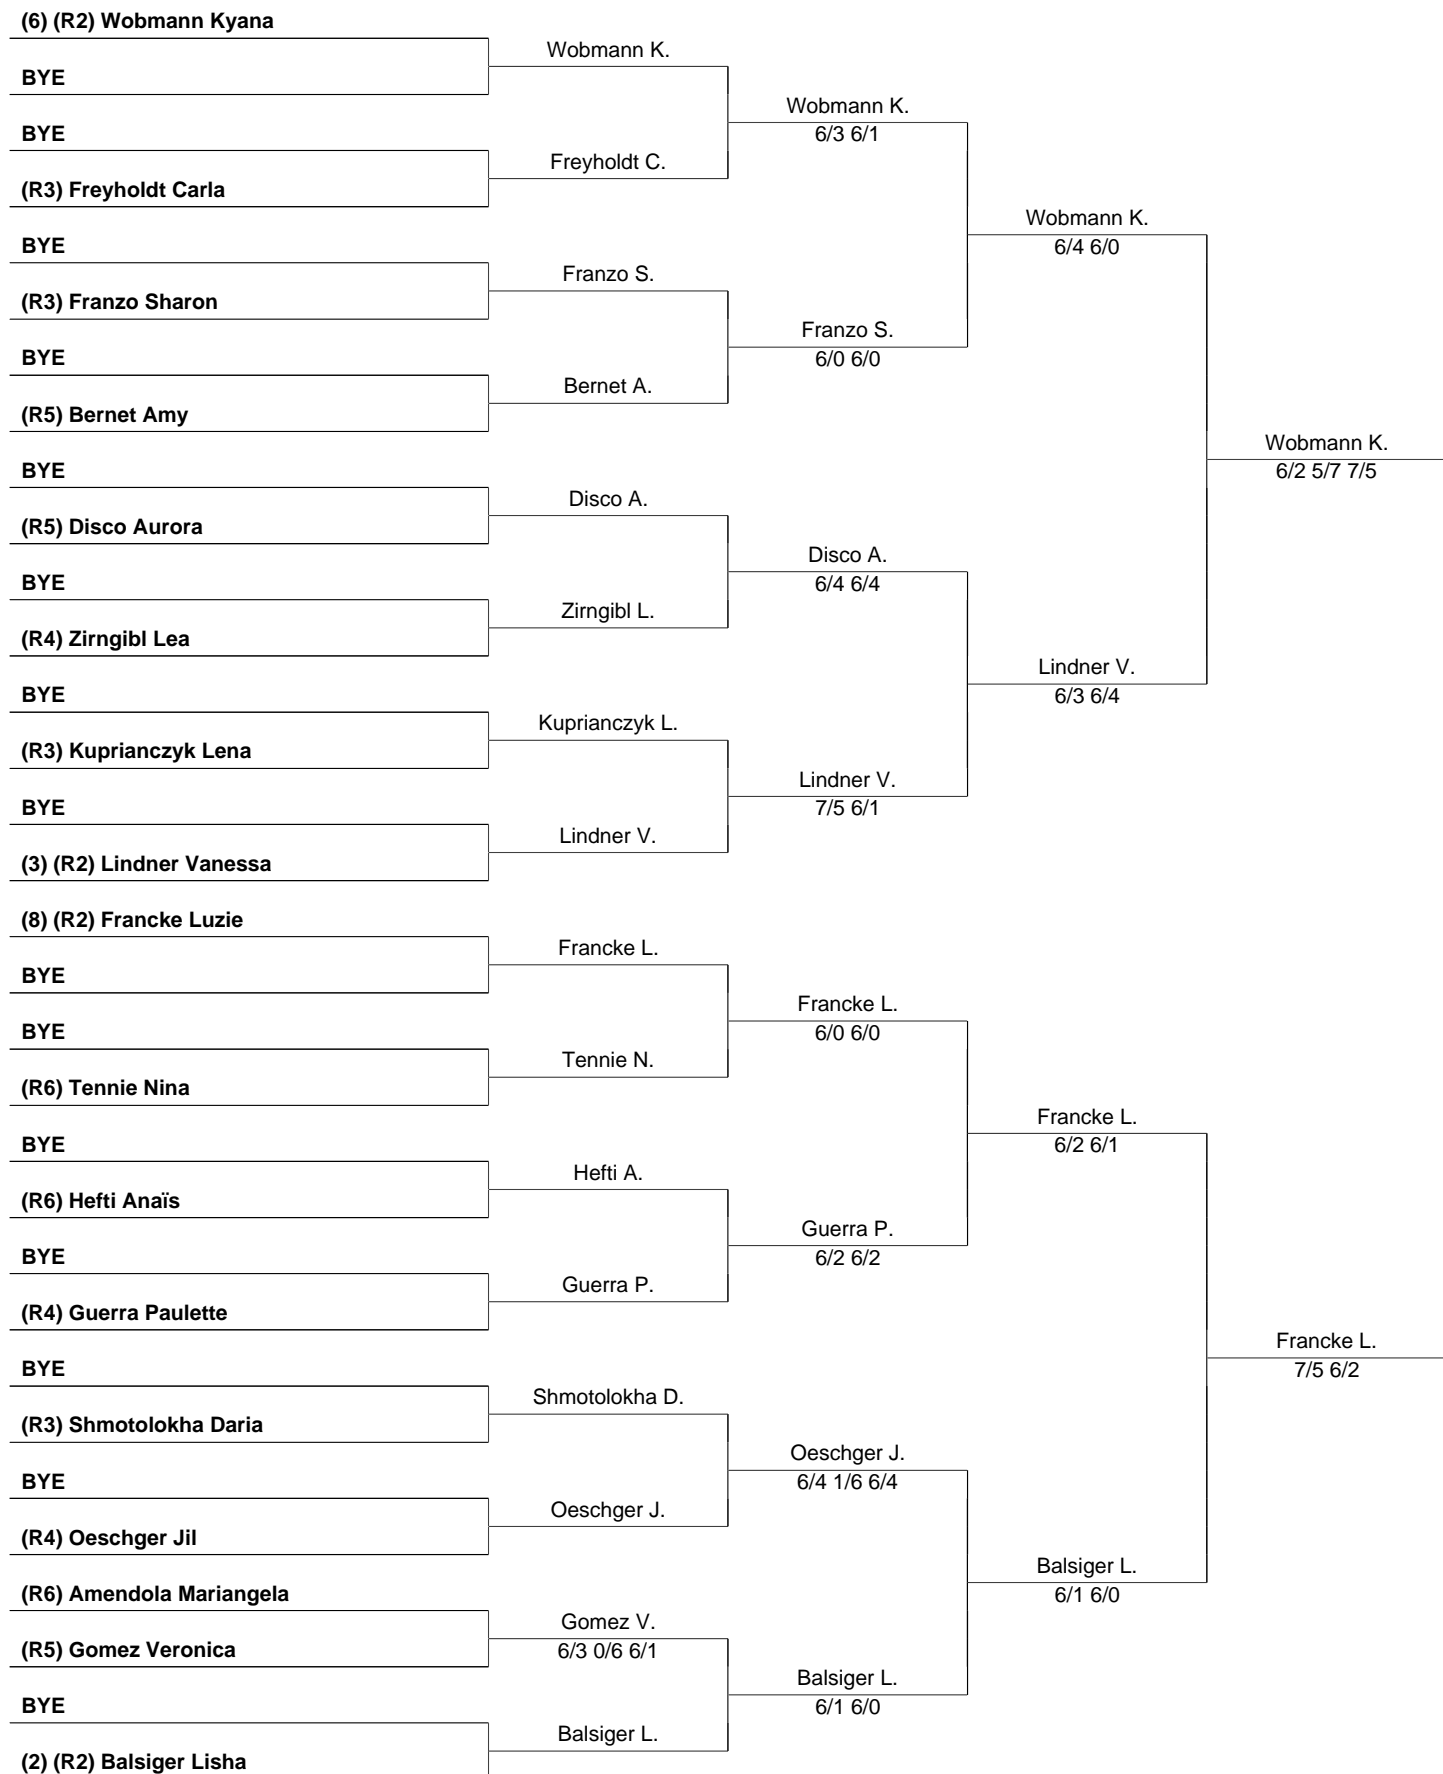 (6) (R2) Wobmann Kyana
BYE
BYE
(R3) Freyholdt Carla
BYE
(R3) Franzo Sharon
BYE
(R5) Bernet Amy
BYE
(R5) Disco Aurora
BYE
(R4) Zirngibl Lea
BYE
(R3) Kuprianczyk Lena
BYE
(3) (R2) Lindner Vanessa
(8) (R2) Francke Luzie
BYE
BYE
(R6) Tennie Nina
BYE
(R6) Hefti Anaïs
BYE
(R4) Guerra Paulette
BYE
(R3) Shmotolokha Daria
BYE
(R4) Oeschger Jil
(R6) Amendola Mariangela
(R5) Gomez Veronica
BYE
(2) (R2) Balsiger Lisha
Wobmann K.
Freyholdt C.
Franzo S.
Bernet A.
Disco A.
Zirngibl L.
Kuprianczyk L.
Lindner V.
Francke L.
Tennie N.
Hefti A.
Guerra P.
Shmotolokha D.
Oeschger J.
Gomez V.
6/3 0/6 6/1
Balsiger L.
Wobmann K.
6/3 6/1
Franzo S.
6/0 6/0
Disco A.
6/4 6/4
Lindner V.
7/5 6/1
Francke L.
6/0 6/0
Guerra P.
6/2 6/2
Oeschger J.
6/4 1/6 6/4
Balsiger L.
6/1 6/0
Wobmann K.
6/4 6/0
Lindner V.
6/3 6/4
Francke L.
6/2 6/1
Balsiger L.
6/1 6/0
Wobmann K.
6/2 5/7 7/5
Francke L.
7/5 6/2